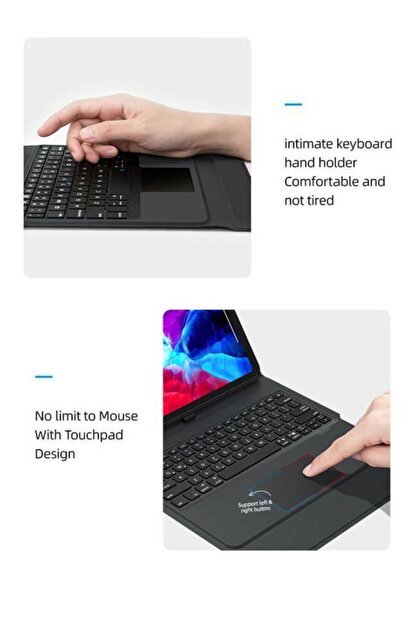 intimate keyboard
hand holder
Comfortable and
not tired
No limit to Mouse
With Touchpad
Design
Support left &
right button